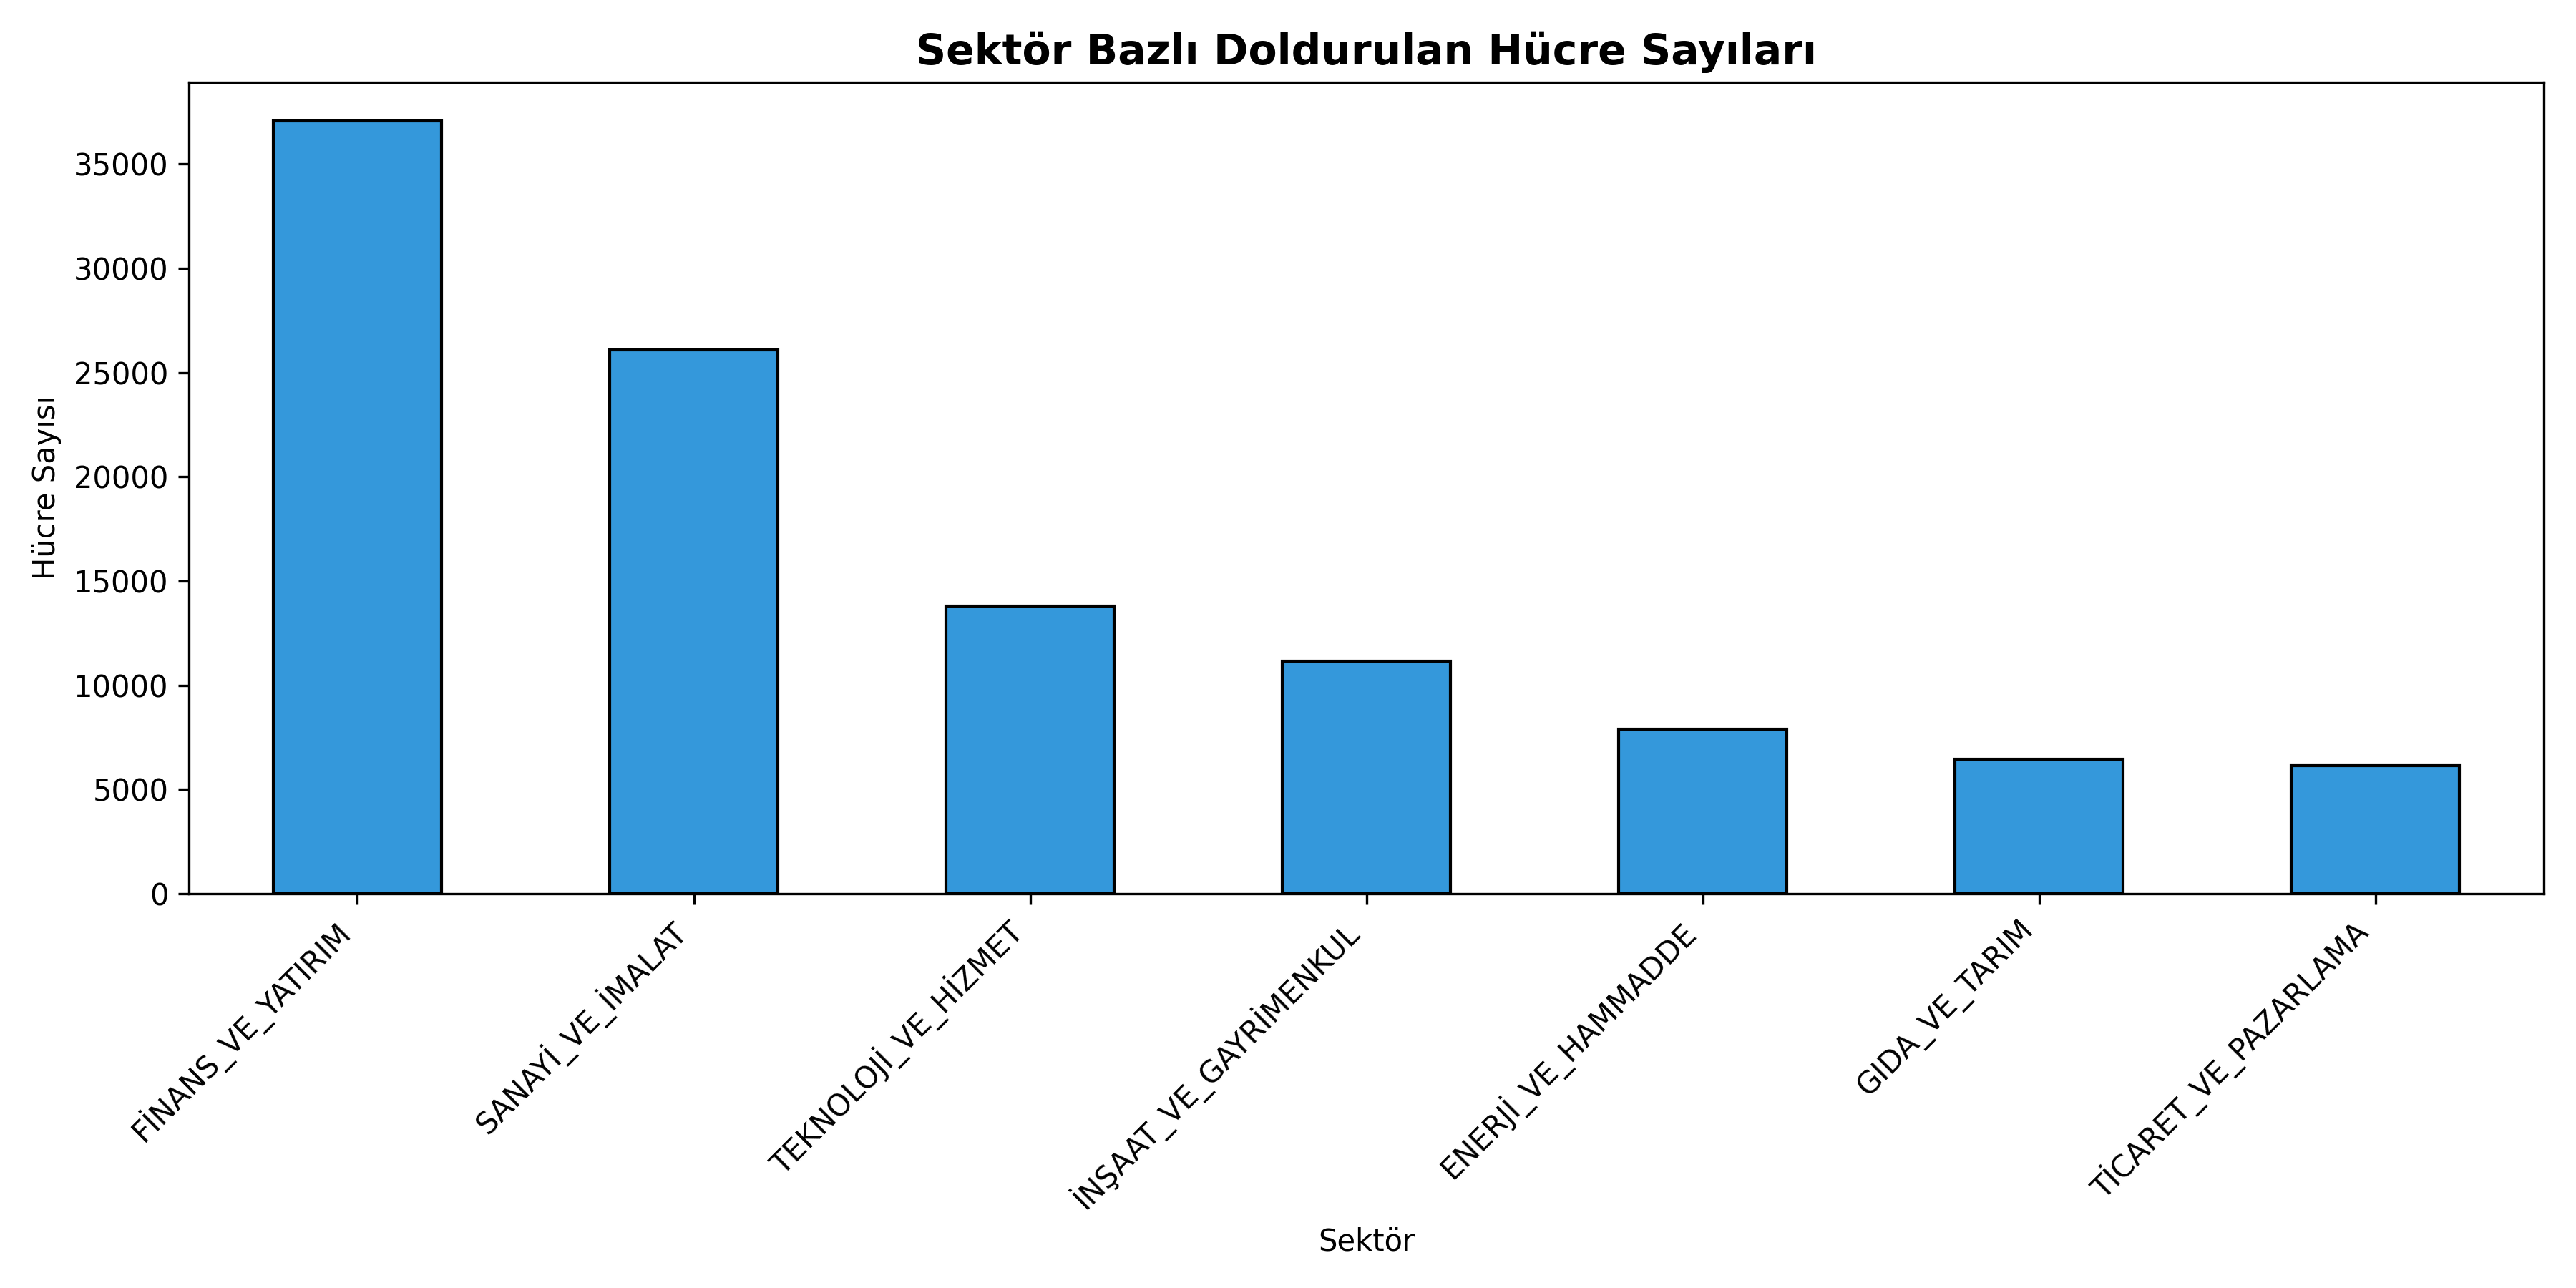 Sektör Bazlı Doldurulan Hücre Sayıları
Hücre Sayısı
35000
30000
25000
20000
15000
10000
5000
0
FİNANS_VE_YATIRIM
SANAYİ_VE_İMALAT
TEKNOLOJİ_VE_HİZMET
İNŞAAT_VE_GAYRİMENKUL
ENERJİ_VE_HAMMADDE
GIDA_VE_TARIM
TİCARET_VE_PAZARLAMA
Sektör